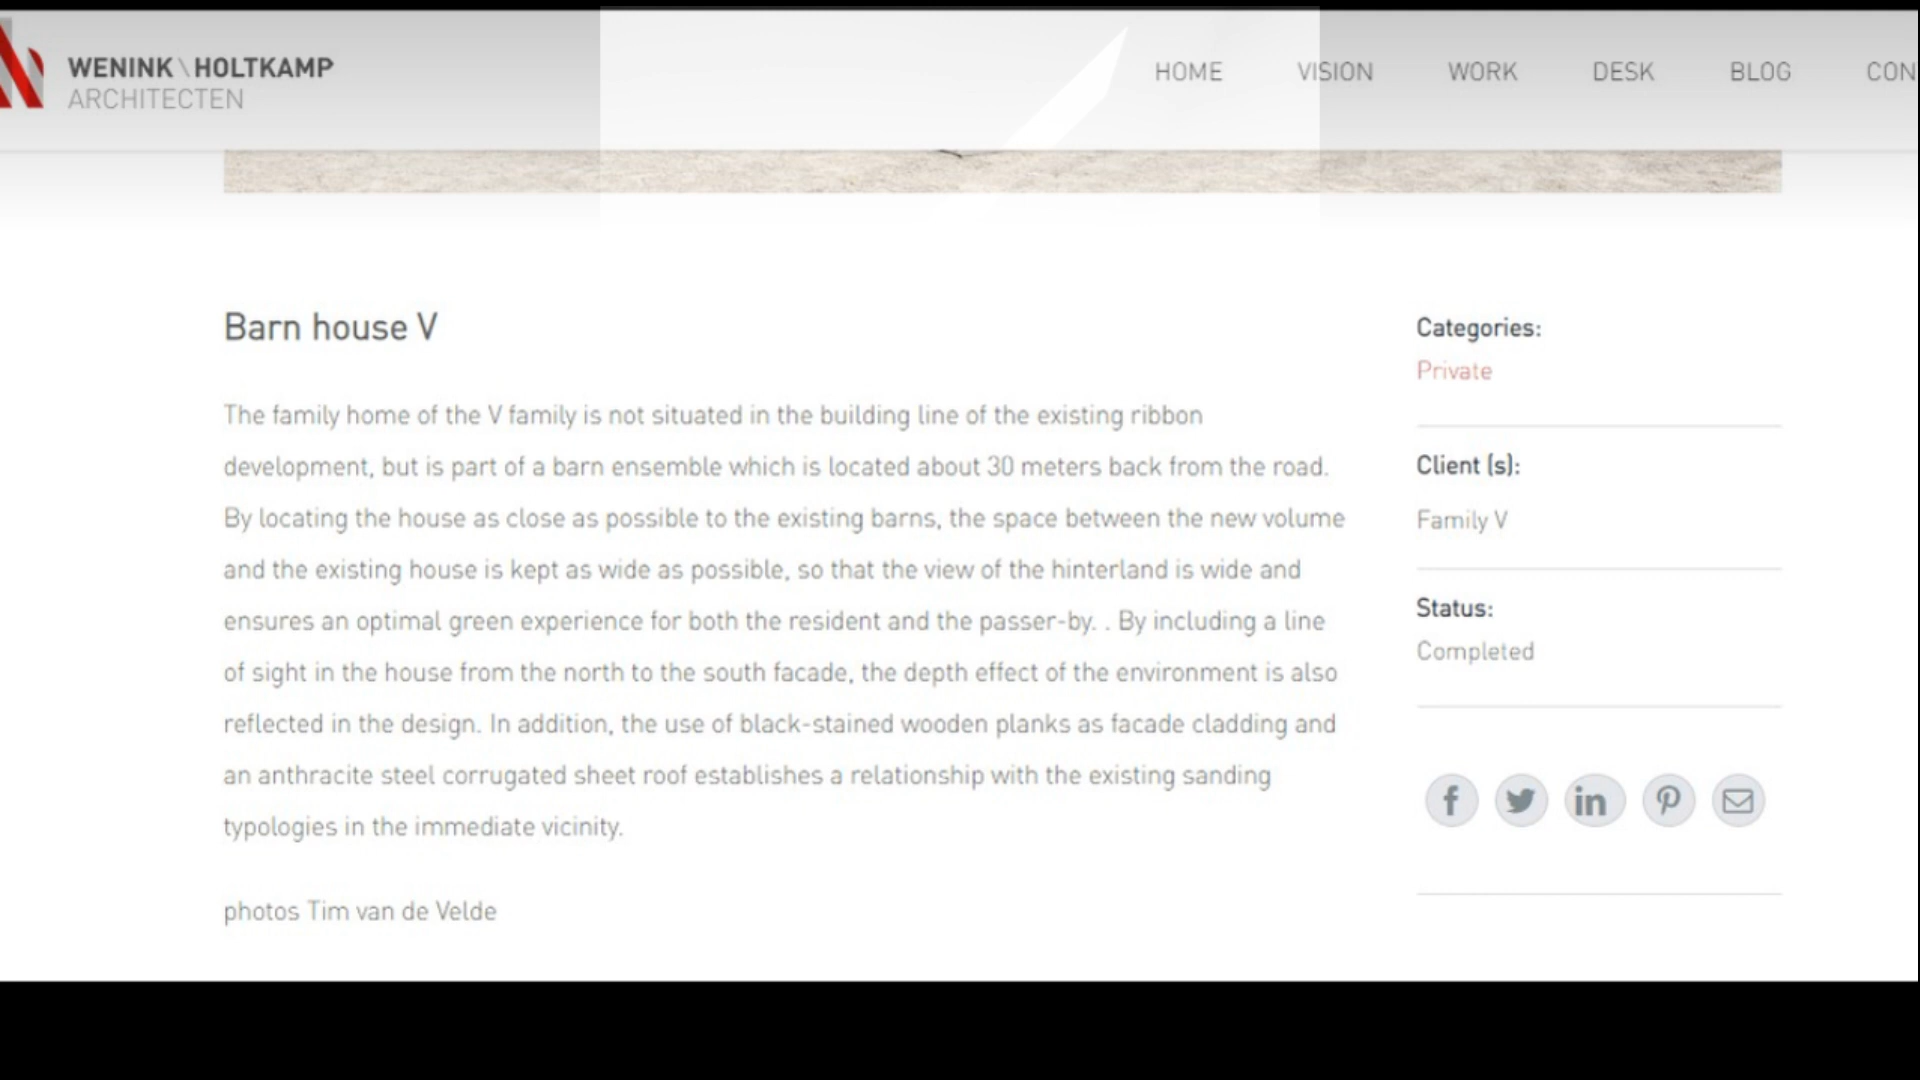 WENINK \ HOLTKAMP
ARCHITECTEN
HOME VISION WORK DESK BLOG CON
Barn house V
The family home of the V family is not situated in the building line of the existing ribbon
development, but is part of a barn ensemble which is located about 30 meters back from the road.
By locating the house as close as possible to the existing barns, the space between the new volume
and the existing house is kept as wide as possible, so that the view of the hinterland is wide and
ensures an optimal green experience for both the resident and the passer-by. . By including a line
of sight in the house from the north to the south facade, the depth effect of the environment is also
reflected in the design. In addition, the use of black-stained wooden planks as facade cladding and
an anthracite steel corrugated sheet roof establishes a relationship with the existing sanding
typologies in the immediate vicinity.
photos Tim van de Velde
Categories:
Private
Client (s):
Family V
Status:
Completed